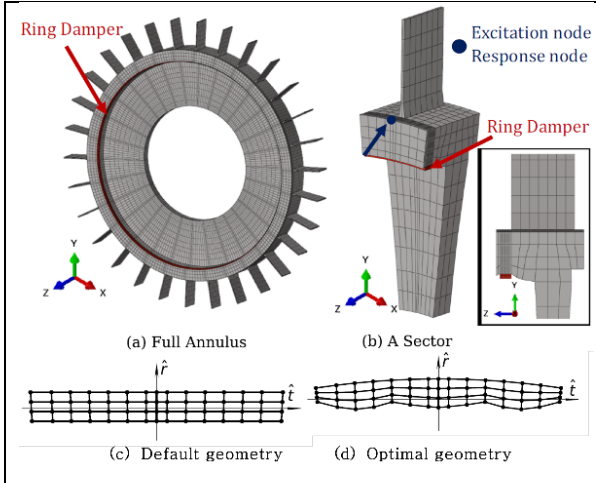 Ring Damper
Excitation node
Response node
Ring Damper
Y
Z
X
Y
Z
X
Y
Z
(a) Full Annulus
(b) A Sector
r̂
t̂
r̂
t̂
(c) Default geometry
(d) Optimal geometry